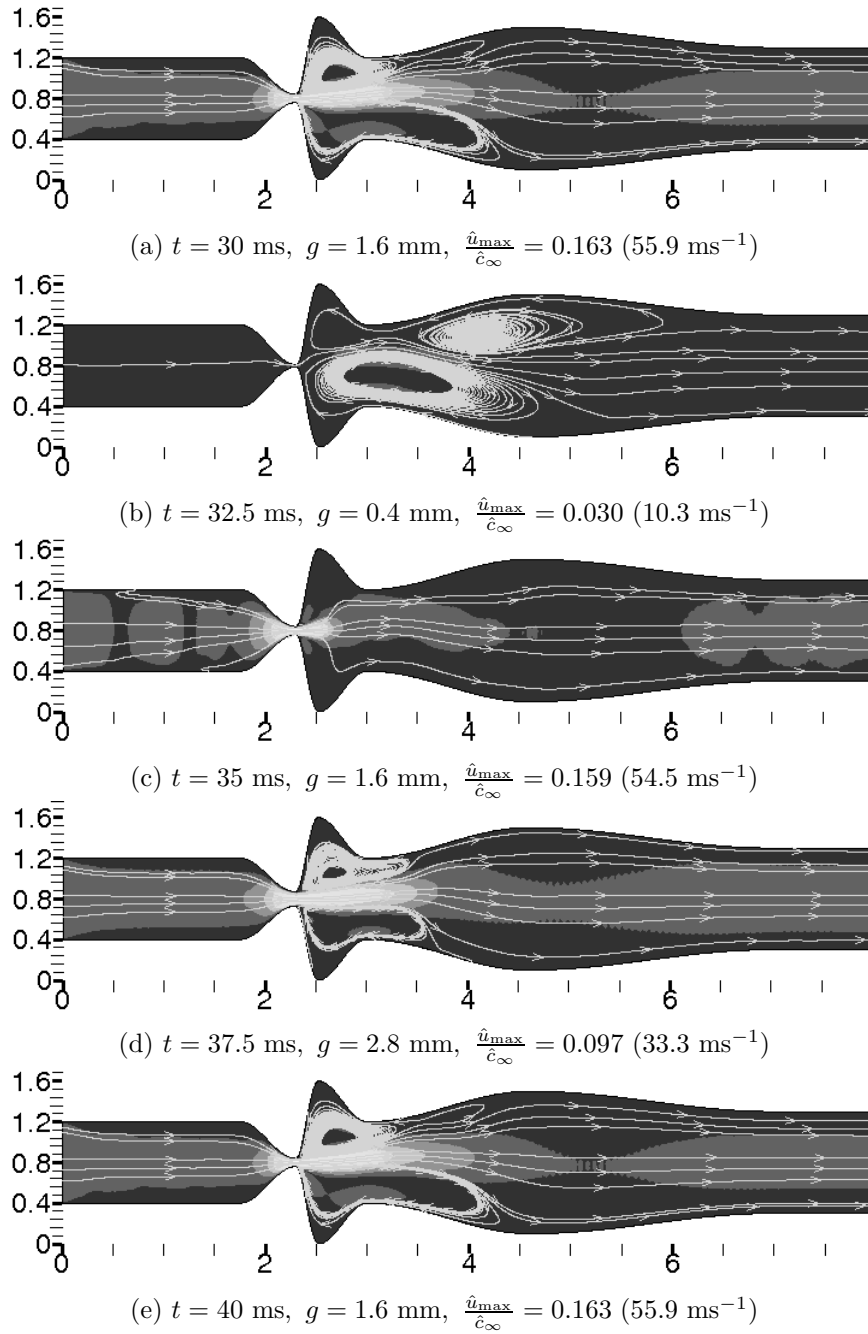 1.6
1.2
0.8
0.4
0
0 2 4 6
(a) t = 30 ms, g = 1.6 mm, û_max/ĉ_∞ = 0.163 (55.9 ms⁻¹)
1.6
1.2
0.8
0.4
0
0 2 4 6
(b) t = 32.5 ms, g = 0.4 mm, û_max/ĉ_∞ = 0.030 (10.3 ms⁻¹)
1.6
1.2
0.8
0.4
0
0 2 4 6
(c) t = 35 ms, g = 1.6 mm, û_max/ĉ_∞ = 0.159 (54.5 ms⁻¹)
1.6
1.2
0.8
0.4
0
0 2 4 6
(d) t = 37.5 ms, g = 2.8 mm, û_max/ĉ_∞ = 0.097 (33.3 ms⁻¹)
1.6
1.2
0.8
0.4
0
0 2 4 6
(e) t = 40 ms, g = 1.6 mm, û_max/ĉ_∞ = 0.163 (55.9 ms⁻¹)